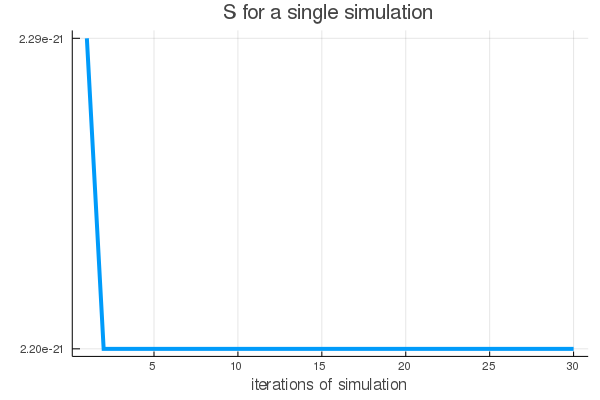 S for a single simulation
2.29e-21
2.20e-21
5 10 15 20 25 30
iterations of simulation